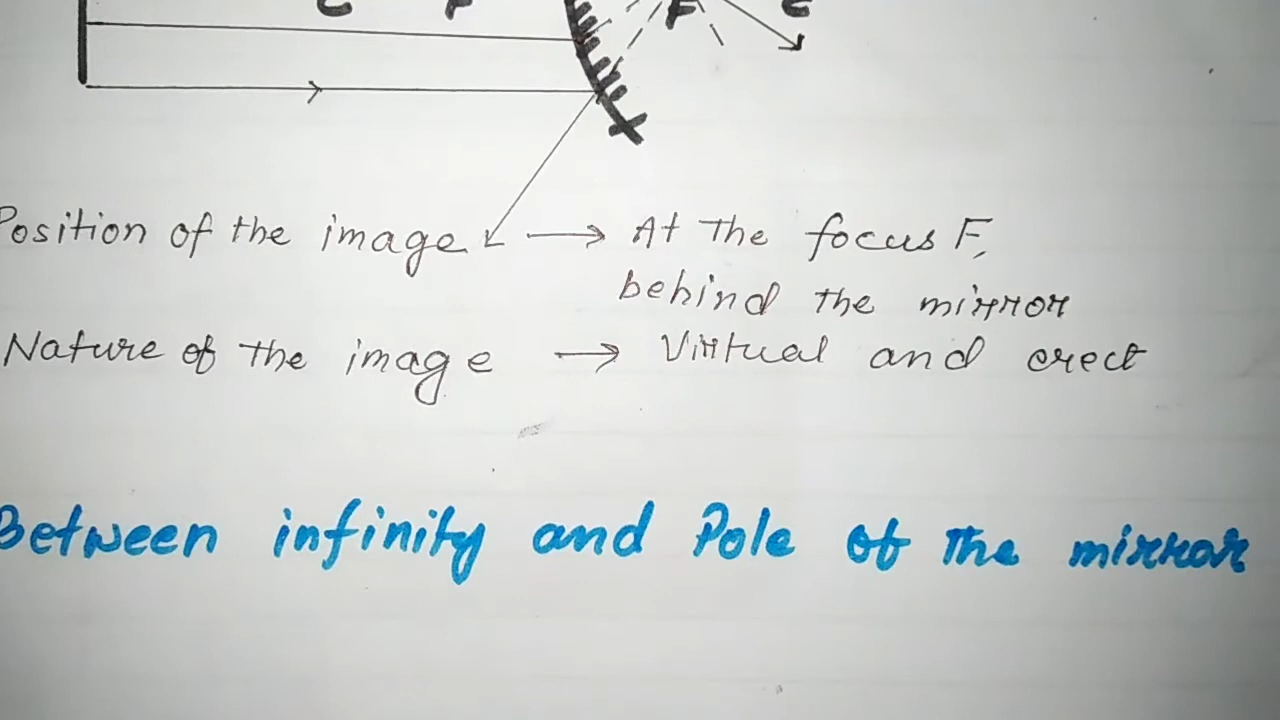 F
Position of the image → At the focus F,
behind the mirror
Nature of the image → Virtual and erect
Between infinity and Pole of the mirror